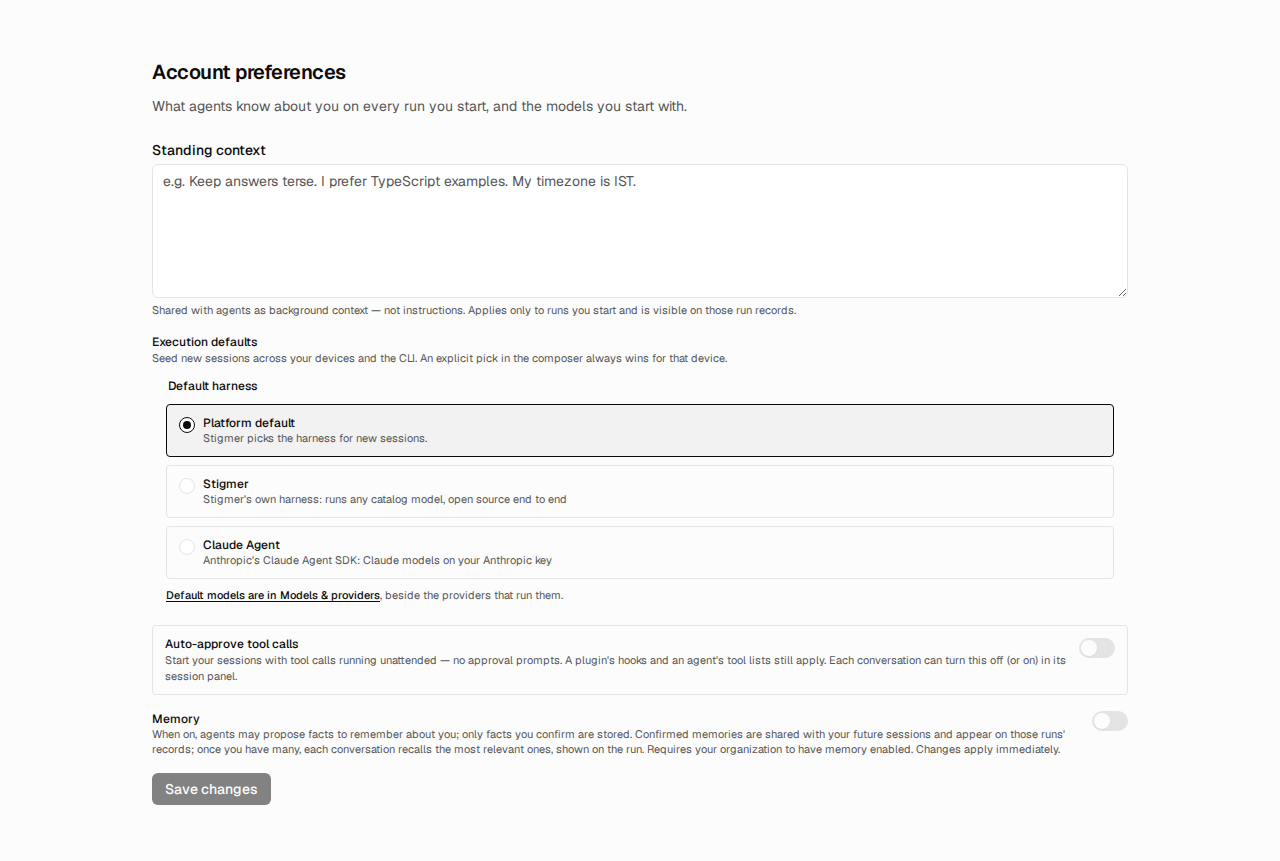 Account preferences
What agents know about you on every run you start, and the models you start with.
Standing context
e.g. Keep answers terse. I prefer TypeScript examples. My timezone is IST.
Shared with agents as background context — not instructions. Applies only to runs you start and is visible on those run records.
Execution defaults
Seed new sessions across your devices and the CLI. An explicit pick in the composer always wins for that device.
Default harness
Platform default
Stigmer picks the harness for new sessions.
Stigmer
Stigmer's own harness: runs any catalog model, open source end to end
Claude Agent
Anthropic's Claude Agent SDK: Claude models on your Anthropic key
Default models are in Models & providers, beside the providers that run them.
Auto-approve tool calls
Start your sessions with tool calls running unattended — no approval prompts. A plugin's hooks and an agent's tool lists still apply. Each conversation can turn this off (or on) in its
session panel.
Memory
When on, agents may propose facts to remember about you; only facts you confirm are stored. Confirmed memories are shared with your future sessions and appear on those runs'
records; once you have many, each conversation recalls the most relevant ones, shown on the run. Requires your organization to have memory enabled. Changes apply immediately.
Save changes